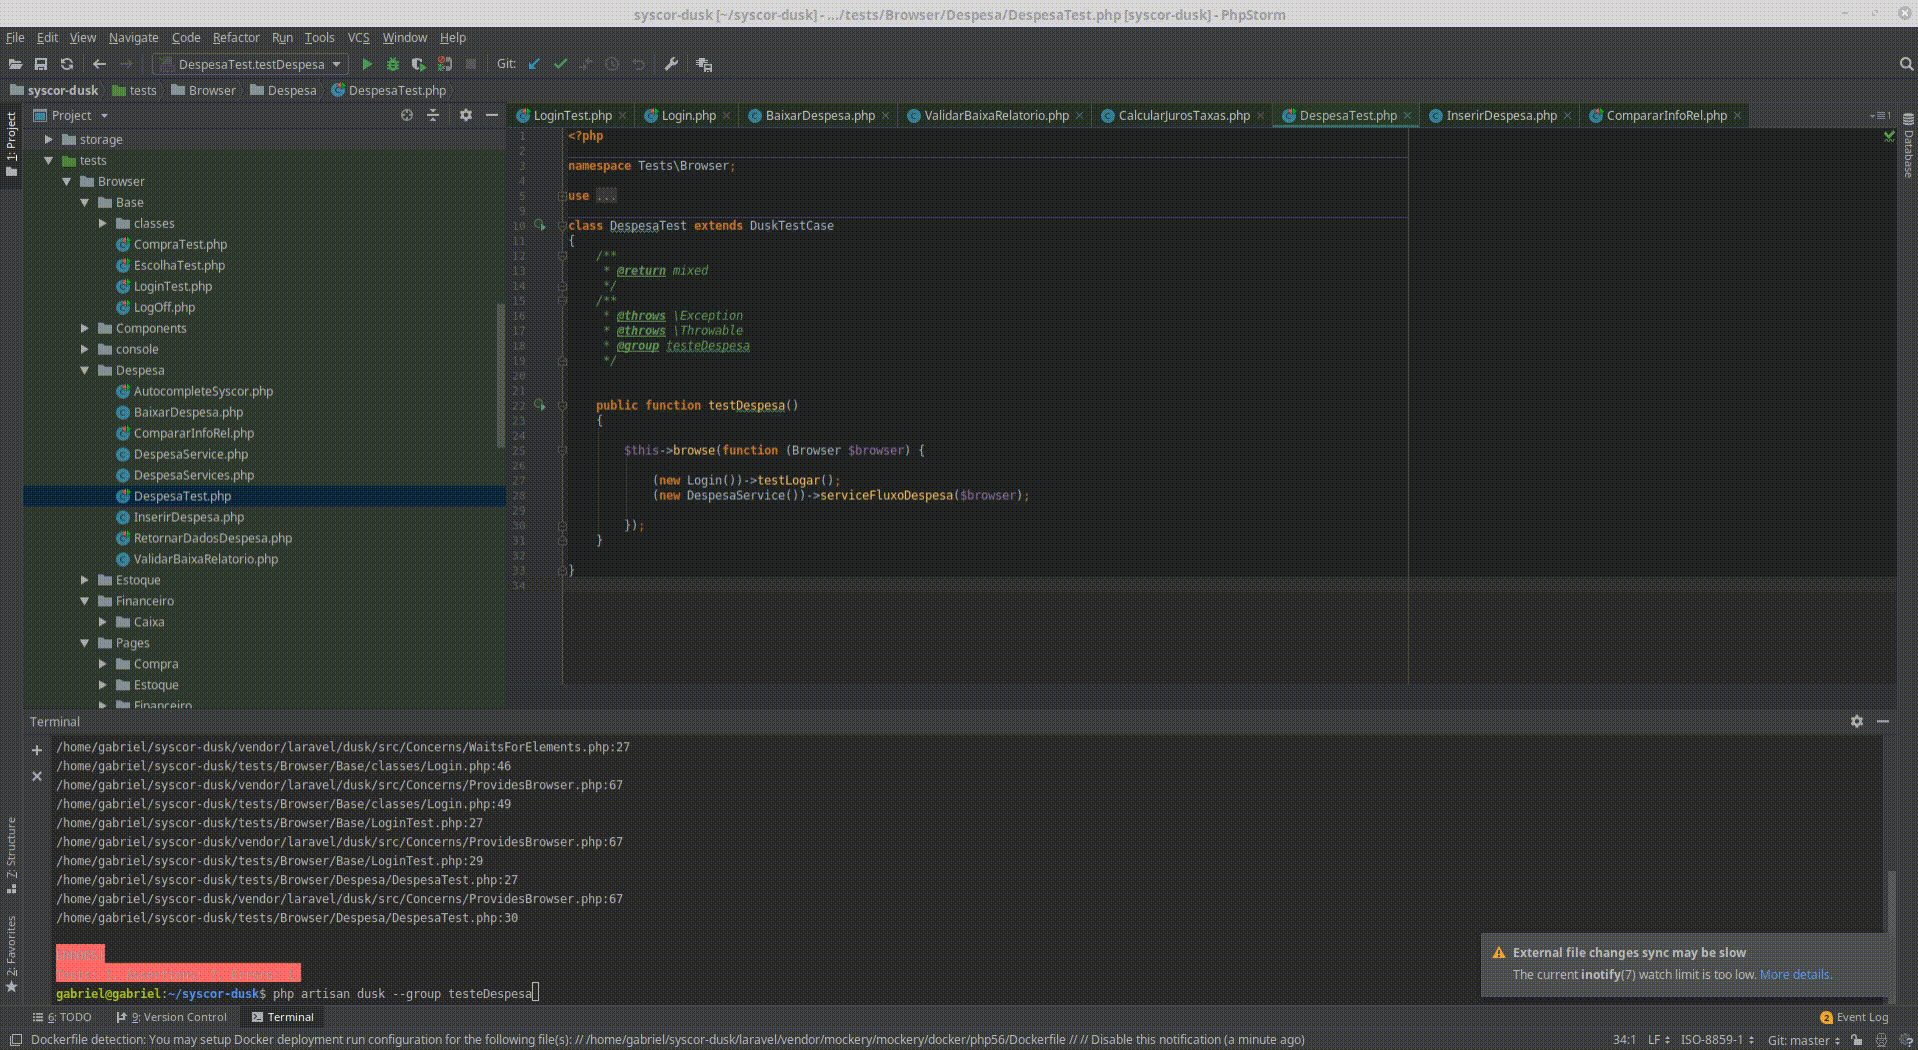 syscor-dusk [~/syscor-dusk] - .../tests/Browser/Despesa/DespesaTest.php [syscor-dusk] - PhpStorm
File Edit View Navigate Code Refactor Run Tools VCS Window Help
DespesaTest.testDespesa Git:
syscor-dusk tests Browser Despesa DespesaTest.php
Project LoginTest.php Login.php BaixarDespesa.php ValidarBaixaRelatorio.php CalcularJurosTaxas.php DespesaTest.php InserirDespesa.php CompararInfoRel.php 1
1: Project
Database
storage
tests
Browser
Base
classes
CompraTest.php
EscolhaTest.php
LoginTest.php
LogOff.php
Components
console
Despesa
AutocompleteSyscor.php
BaixarDespesa.php
CompararInfoRel.php
DespesaService.php
DespesaServices.php
DespesaTest.php
InserirDespesa.php
RetornarDadosDespesa.php
ValidarBaixaRelatorio.php
Estoque
Financeiro
Caixa
Pages
Compra
Estoque
Financeiro
1 <?php
2
3 namespace Tests\Browser;
4
5 use ...
9
10 class DespesaTest extends DuskTestCase
11 {
12 /**
13 * @return mixed
14 */
15 /**
16 * @throws \Exception
17 * @throws \Throwable
18 * @group testeDespesa
19 */
20
21
22 public function testDespesa()
23 {
24
25 $this->browse(function (Browser $browser) {
26
27 (new Login())->testLogar();
28 (new DespesaService())->serviceFluxoDespesa($browser);
29
30 });
31 }
32
33 }
34
Terminal
/home/gabriel/syscor-dusk/vendor/laravel/dusk/src/Concerns/WaitsForElements.php:27
/home/gabriel/syscor-dusk/tests/Browser/Base/classes/Login.php:46
/home/gabriel/syscor-dusk/vendor/laravel/dusk/src/Concerns/ProvidesBrowser.php:67
/home/gabriel/syscor-dusk/tests/Browser/Base/classes/Login.php:49
/home/gabriel/syscor-dusk/tests/Browser/Base/LoginTest.php:27
/home/gabriel/syscor-dusk/vendor/laravel/dusk/src/Concerns/ProvidesBrowser.php:67
/home/gabriel/syscor-dusk/tests/Browser/Base/LoginTest.php:29
/home/gabriel/syscor-dusk/tests/Browser/Despesa/DespesaTest.php:27
/home/gabriel/syscor-dusk/vendor/laravel/dusk/src/Concerns/ProvidesBrowser.php:67
/home/gabriel/syscor-dusk/tests/Browser/Despesa/DespesaTest.php:30
gabriel@gabriel:~/syscor-dusk$ php artisan dusk --group testeDespesa
Z: Structure
2: Favorites
External file changes sync may be slow
The current inotify(7) watch limit is too low. More details.
6: TODO 9: Version Control Terminal 2 Event Log
Dockerfile detection: You may setup Docker deployment run configuration for the following file(s): // /home/gabriel/syscor-dusk/laravel/vendor/mockery/mockery/docker/php56/Dockerfile // // Disable this notification (a minute ago) 34:1 LF ISO-8859-1 Git: master